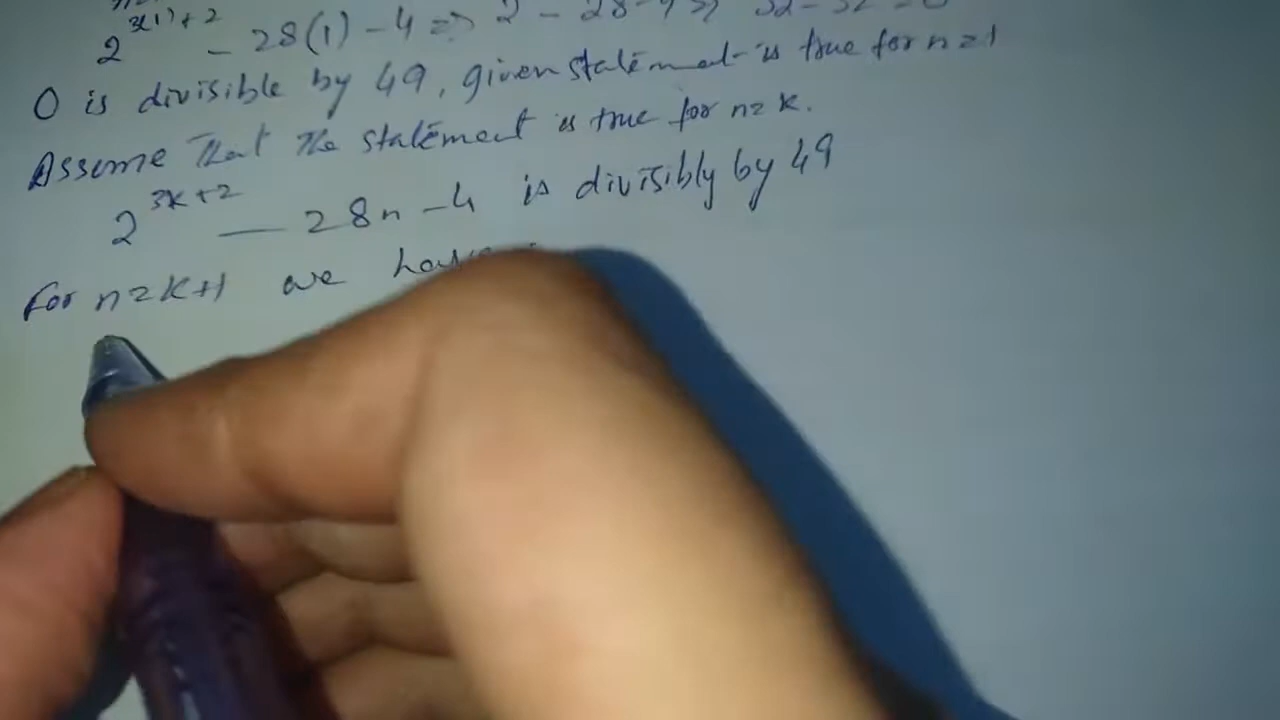 2^{3(1)+2} - 28(1) - 4 => 2 - 28 - 4 => 32 - 32 = 0
0 is divisible by 49, given statement is true for n=1
Assume That The statement is true for n=k.
2^{3k+2} - 28n - 4 is divisibly by 49
For n=k+1 we have